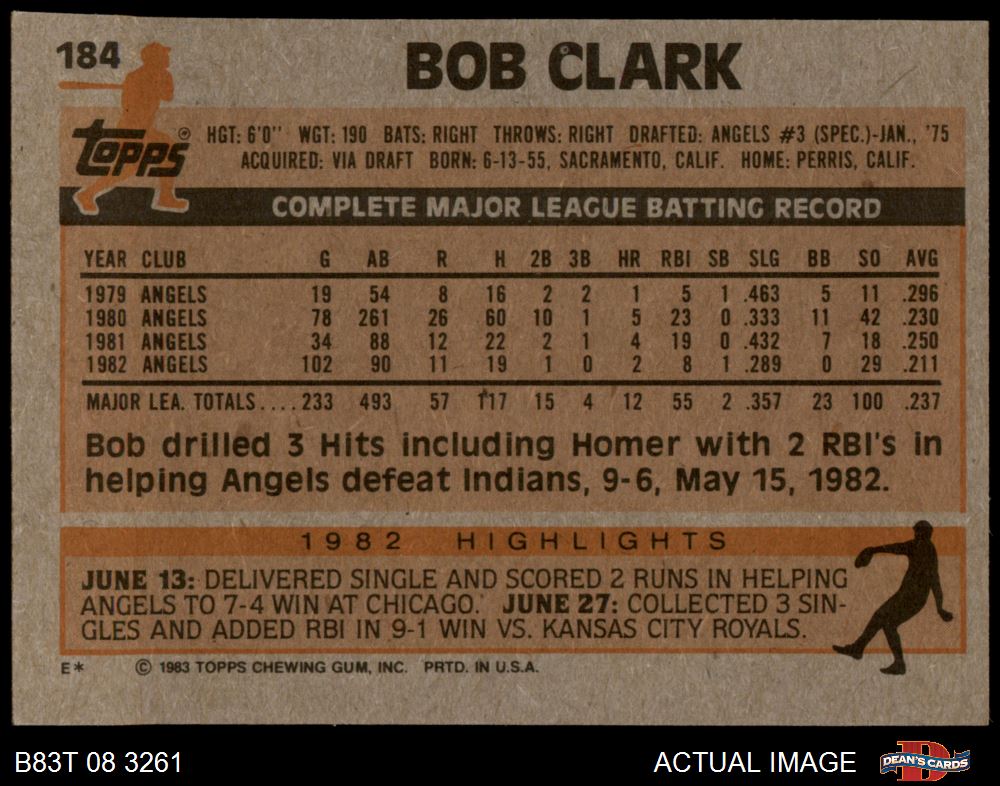 184
BOB CLARK
Topps ® HGT: 6'0" WGT: 190 BATS: RIGHT THROWS: RIGHT DRAFTED: ANGELS #3 (SPEC.)-JAN., '75
ACQUIRED: VIA DRAFT BORN: 6-13-55, SACRAMENTO, CALIF. HOME: PERRIS, CALIF.
COMPLETE MAJOR LEAGUE BATTING RECORD
YEAR CLUB G AB R H 2B 3B HR RBI SB SLG BB SO AVG
1979 ANGELS 19 54 8 16 2 2 1 5 1 .463 5 11 .296
1980 ANGELS 78 261 26 60 10 1 5 23 0 .333 11 42 .230
1981 ANGELS 34 88 12 22 2 1 4 19 0 .432 7 18 .250
1982 ANGELS 102 90 11 19 1 0 2 8 1 .289 0 29 .211
MAJOR LEA. TOTALS....233 493 57 117 15 4 12 55 2 .357 23 100 .237
Bob drilled 3 Hits including Homer with 2 RBI's in
helping Angels defeat Indians, 9-6, May 15, 1982.
1982 HIGHLIGHTS
JUNE 13: DELIVERED SINGLE AND SCORED 2 RUNS IN HELPING
ANGELS TO 7-4 WIN AT CHICAGO. JUNE 27: COLLECTED 3 SIN-
GLES AND ADDED RBI IN 9-1 WIN VS. KANSAS CITY ROYALS.
E* © 1983 TOPPS CHEWING GUM, INC. PRTD. IN U.S.A.
B83T 08 3261 ACTUAL IMAGE DEAN'S CARDS